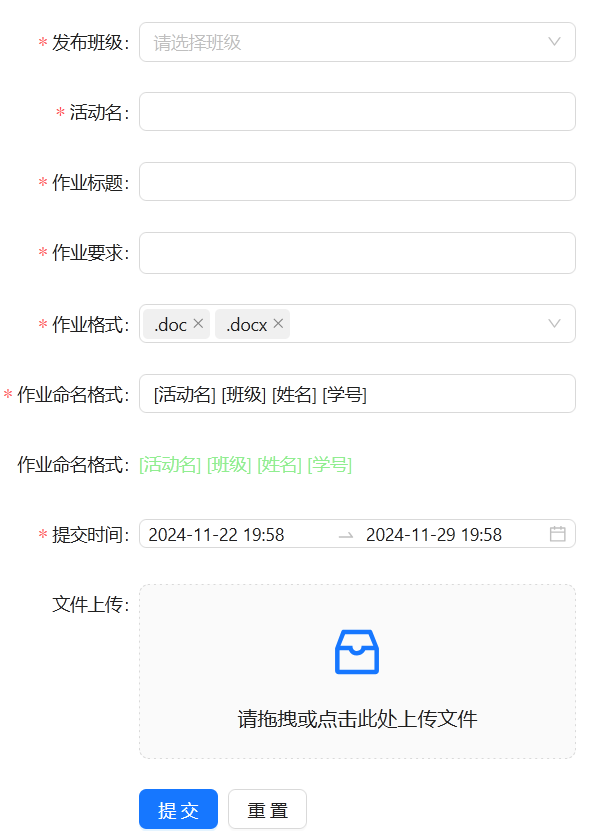 * 发布班级: 请选择班级
* 活动名:
* 作业标题:
* 作业要求:
* 作业格式: .doc × .docx ×
* 作业命名格式: [活动名] [班级] [姓名] [学号]
作业命名格式: [活动名] [班级] [姓名] [学号]
* 提交时间: 2024-11-22 19:58 → 2024-11-29 19:58
文件上传:
请拖拽或点击此处上传文件
提 交 重 置